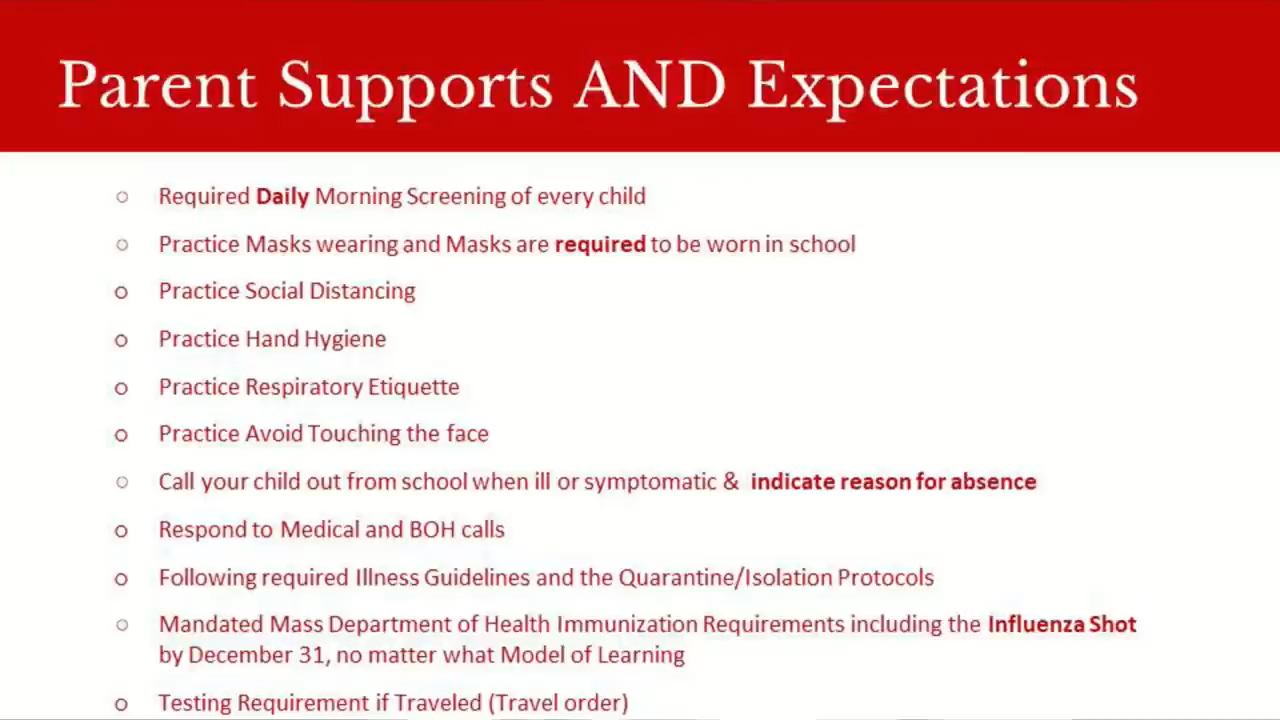 Parent Supports AND Expectations
○ Required Daily Morning Screening of every child
○ Practice Masks wearing and Masks are required to be worn in school
○ Practice Social Distancing
○ Practice Hand Hygiene
○ Practice Respiratory Etiquette
○ Practice Avoid Touching the face
○ Call your child out from school when ill or symptomatic & indicate reason for absence
○ Respond to Medical and BOH calls
○ Following required Illness Guidelines and the Quarantine/Isolation Protocols
○ Mandated Mass Department of Health Immunization Requirements including the Influenza Shot
by December 31, no matter what Model of Learning
○ Testing Requirement if Traveled (Travel order)